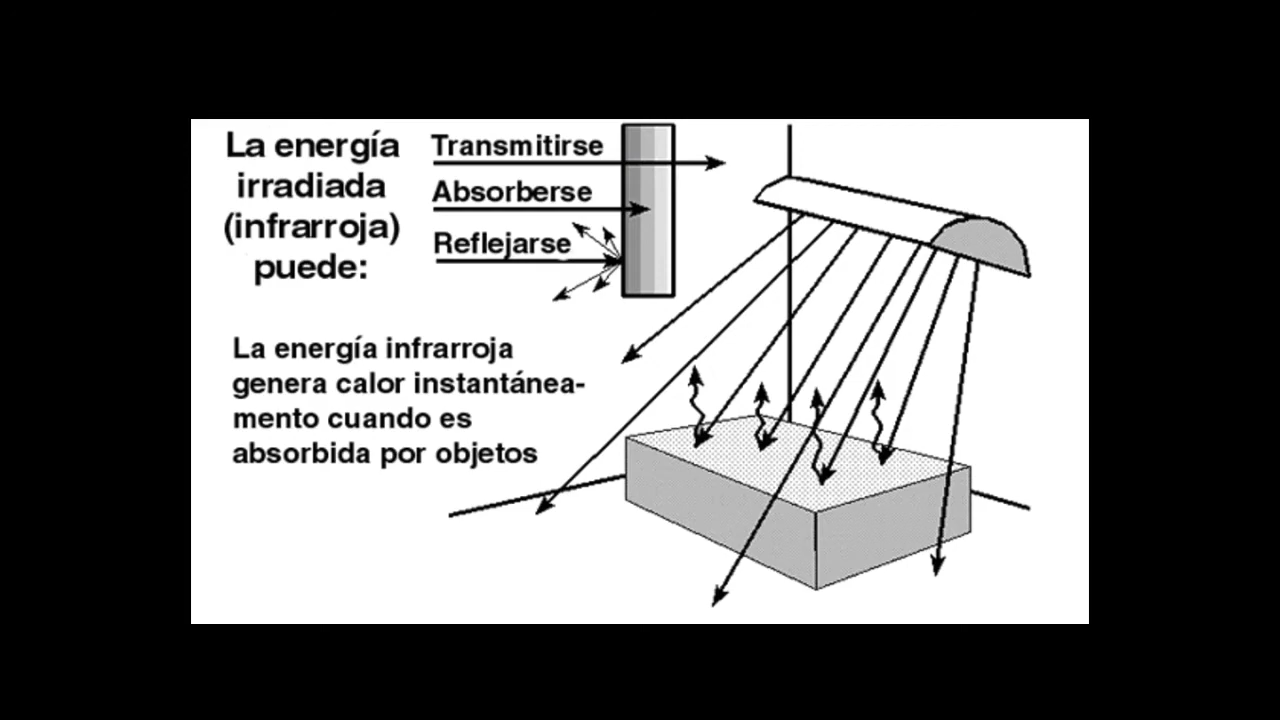 La energía
irradiada
(infrarroja)
puede:
Transmitirse
Absorberse
Reflejarse
La energía infrarroja
genera calor instantánea-
mento cuando es
absorbida por objetos